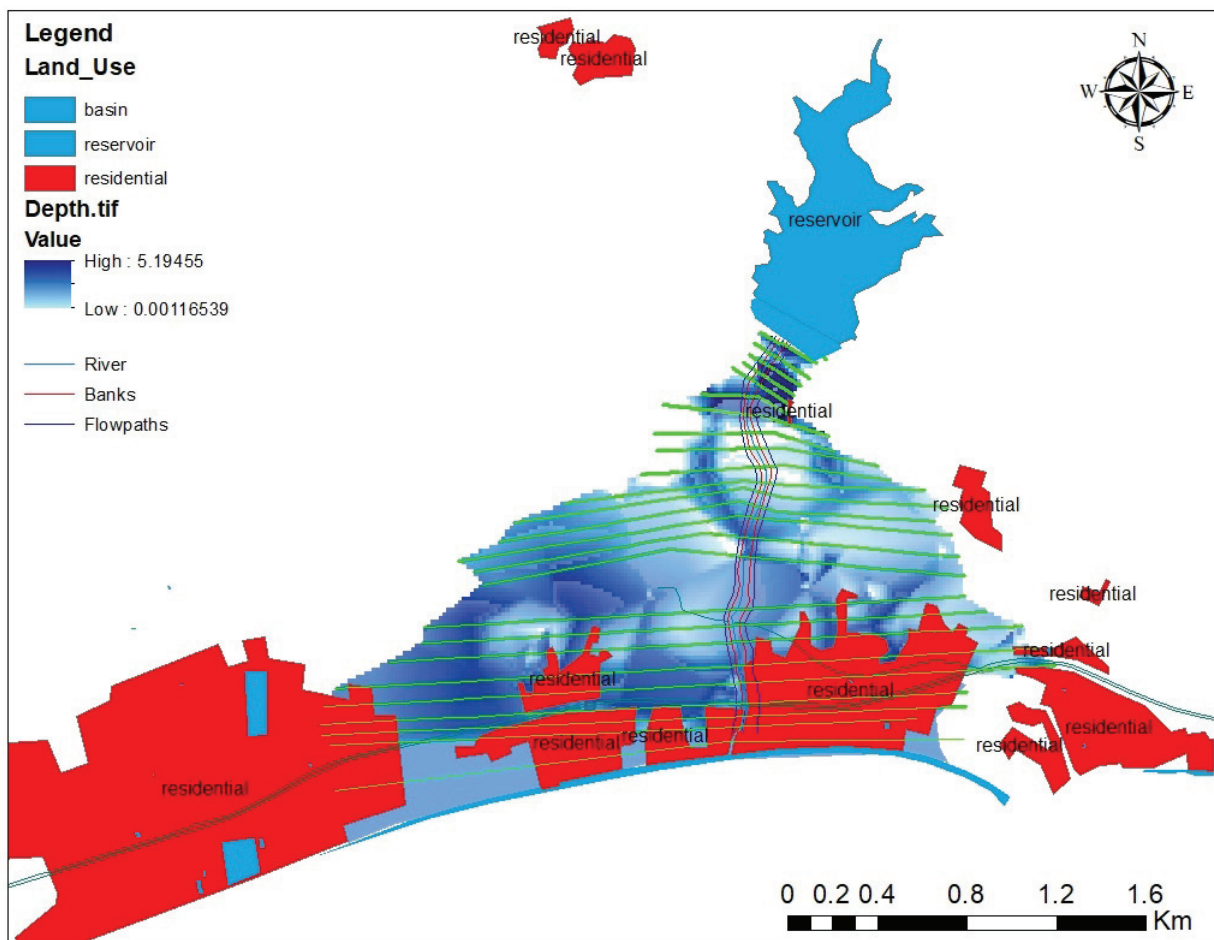 Legend
Land_Use
basin
reservoir
residential
Depth.tif
Value
High : 5.19455
Low : 0.00116539
River
Banks
Flowpaths
residential
residential
N
W E
S
reservoir
residential
residential
residential
residential
residential
residential
residential
residential
residential
residential
residential
0 0.2 0.4 0.8 1.2 1.6
Km